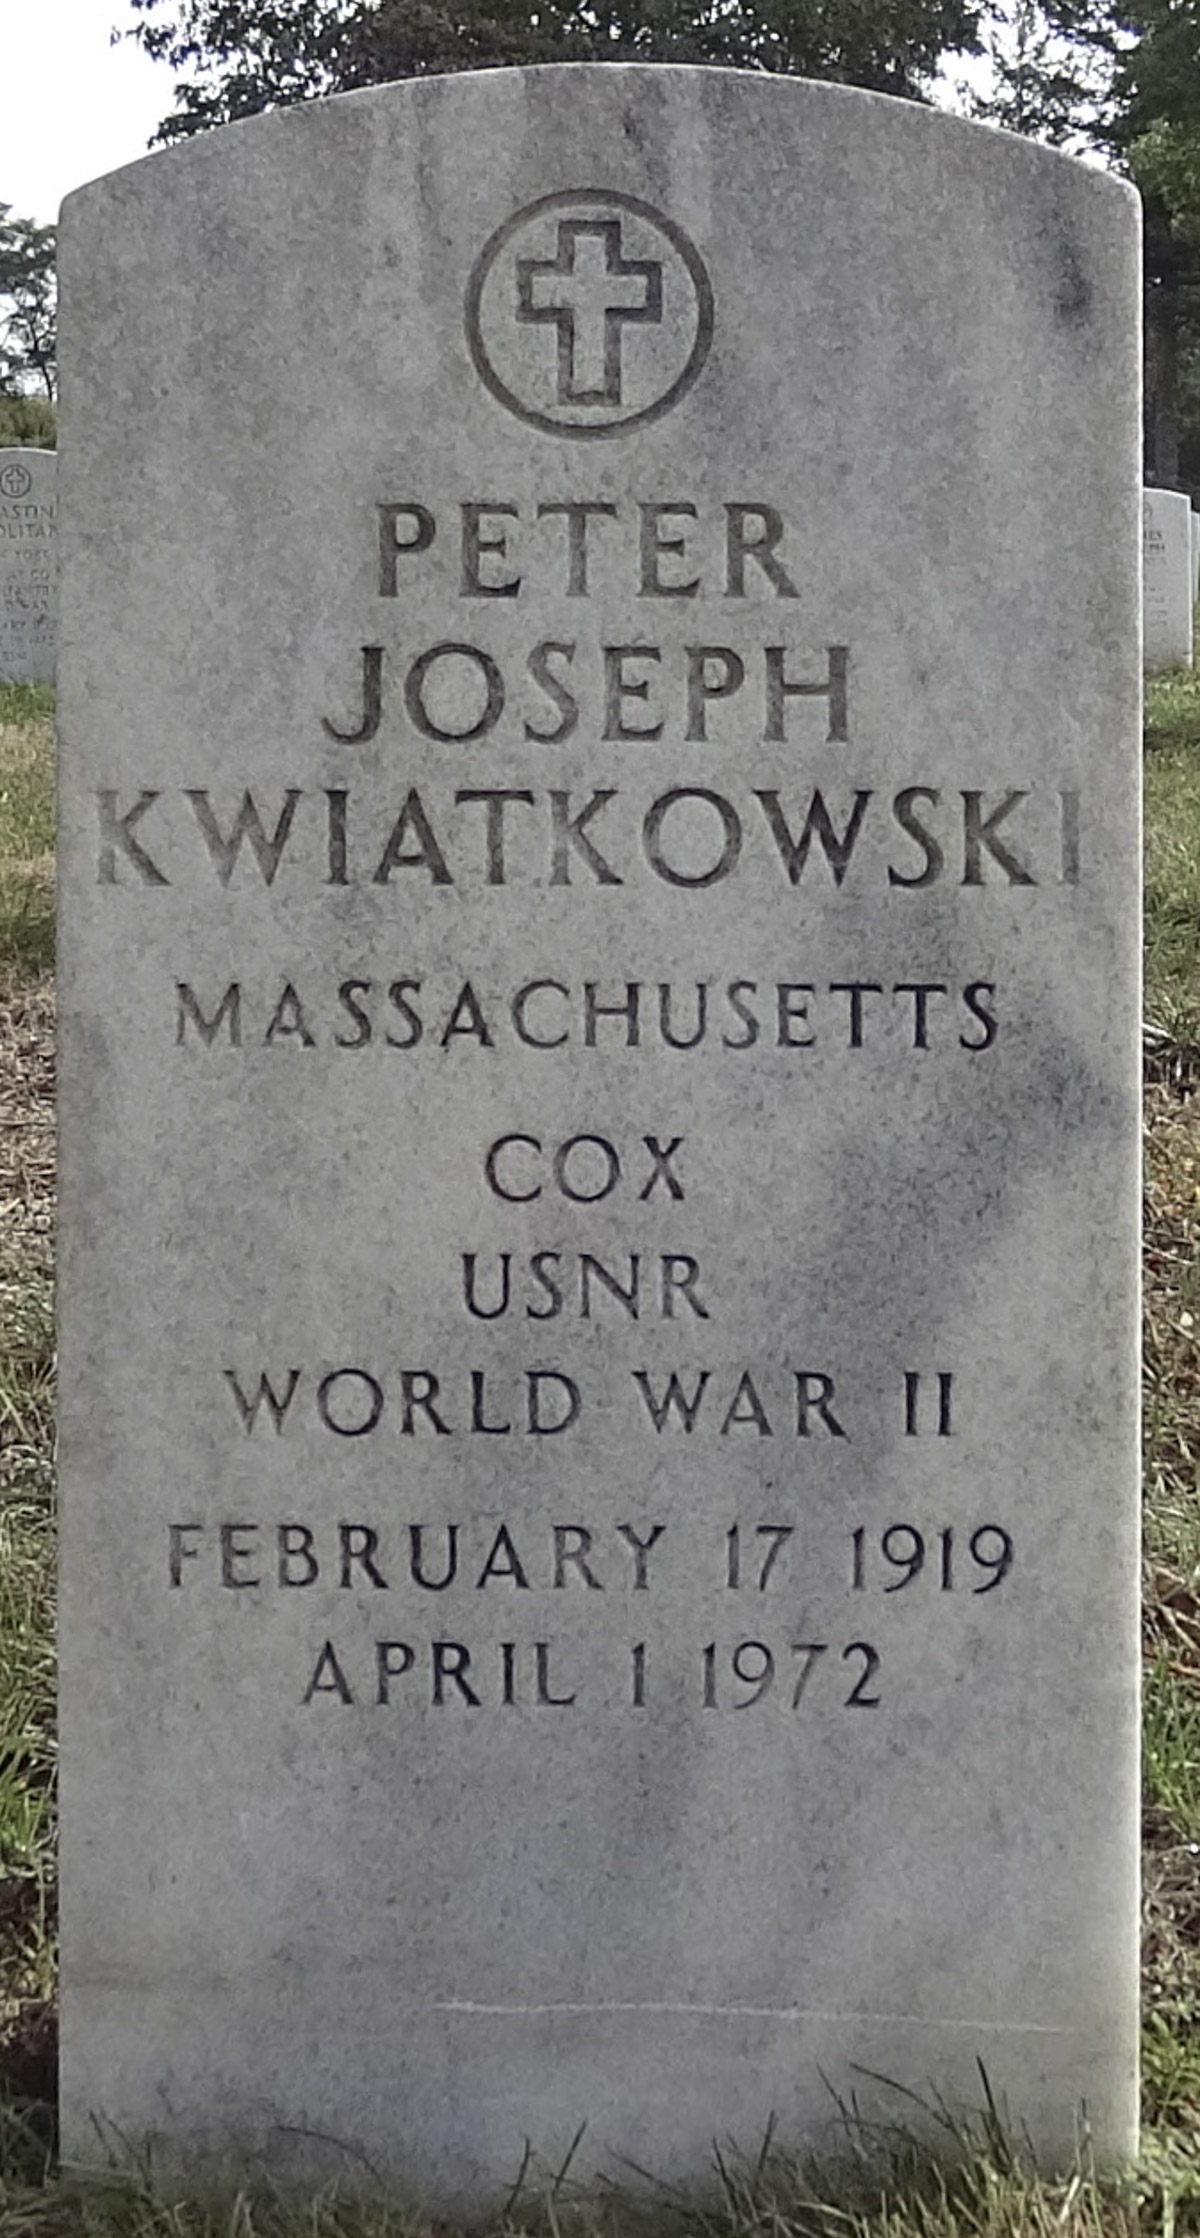 PETER
JOSEPH
KWIATKOWSKI
MASSACHUSETTS
COX
USNR
WORLD WAR II
FEBRUARY 17 1919
APRIL 1 1972